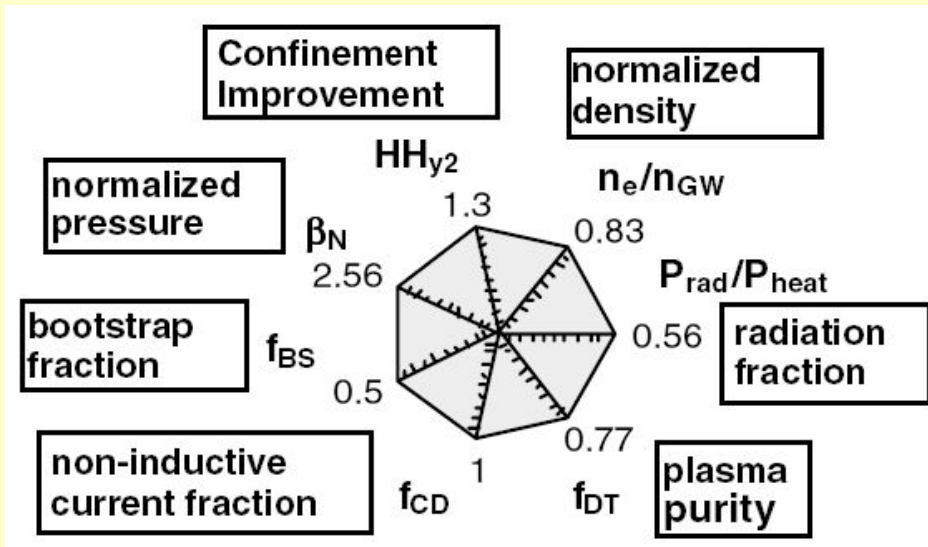 Confinement
Improvement
normalized
density
HHy2
ne/nGW
1.3
0.83
normalized
pressure
βN
2.56
Prad/Pheat
0.56
radiation
fraction
bootstrap
fraction
fBS
0.5
non-inductive
current fraction
fCD
1
0.77
fDT
plasma
purity